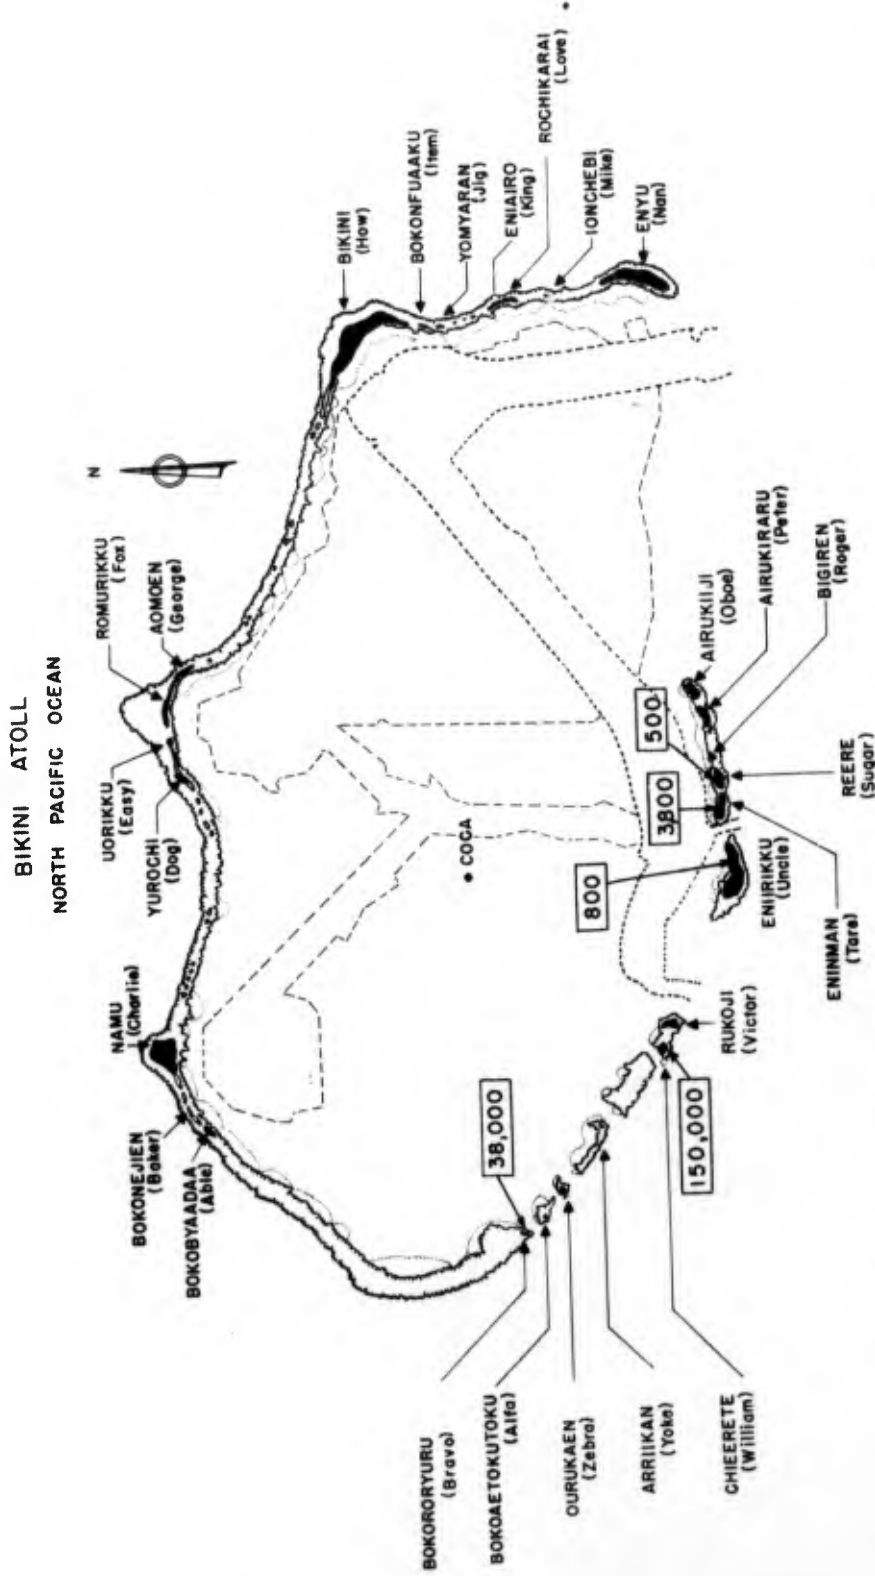 BIKINI ATOLL
NORTH PACIFIC OCEAN
N
BOKONEJIEN
(Baker)
BOKOBYAADAA
(Able)
NAMU
(Charlie)
YUROCHI
(Dog)
UORIKKU
(Easy)
ROMURIKKU
(Fox)
AOMOEN
(George)
BIKINI
(How)
BOKONFUAAKU
(Item)
YOMYARAN
(Jig)
ENIAIRO
(King)
ROCHIKARAI
(Love)
IONCHEBI
(Mike)
ENYU
(Nan)
COCA
38,000
150,000
800
3800
500
BOKORORYURU
(Bravo)
BOKOAETOKUTOKU
(Alfa)
OURUKAEN
(Zebra)
ARRIIKAN
(Yoke)
CHIEERETE
(William)
RUKOJI
(Victor)
ENIIRIKKU
(Uncle)
ENINMAN
(Tare)
REERE
(Sugar)
BIGIREN
(Roger)
AIRUKIRARU
(Peter)
AIRUKIIJI
(Oboe)